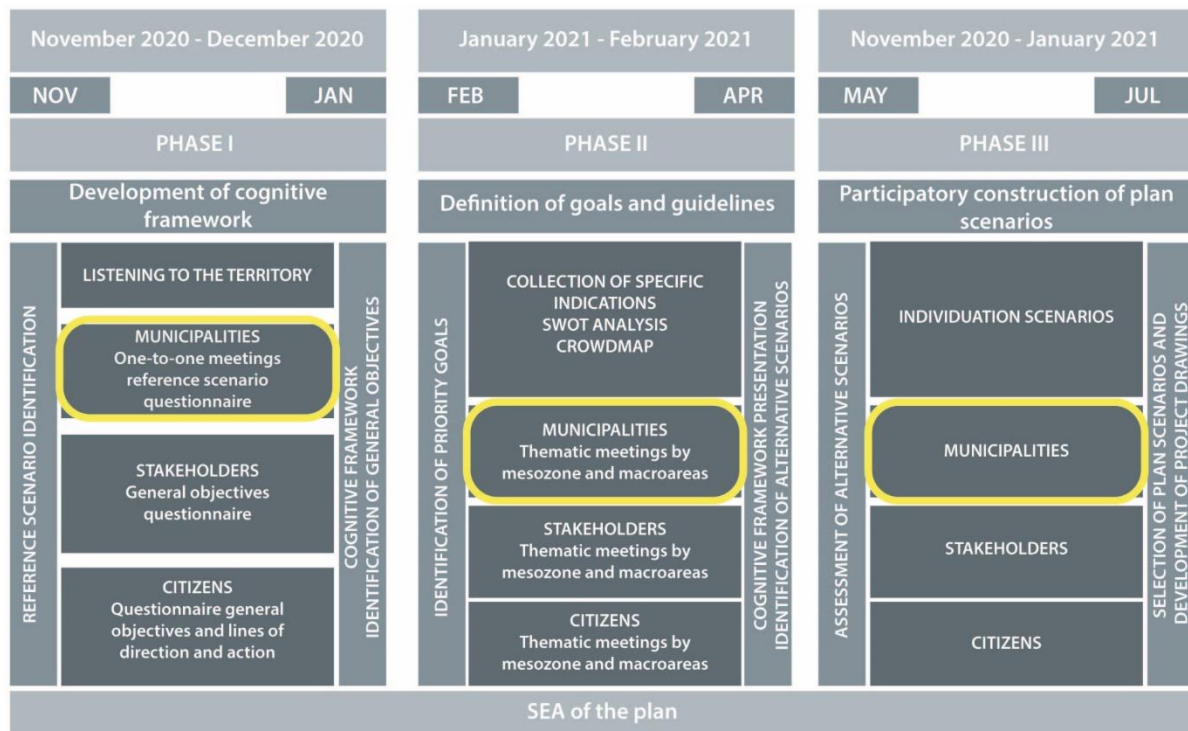 November 2020 - December 2020
NOV
JAN
PHASE I
Development of cognitive
framework
REFERENCE SCENARIO IDENTIFICATION
LISTENING TO THE TERRITORY
MUNICIPALITIES
One-to-one meetings
reference scenario
questionnaire
STAKEHOLDERS
General objectives
questionnaire
CITIZENS
Questionnaire general
objectives and lines of
direction and action
COGNITIVE FRAMEWORK
IDENTIFICATION OF GENERAL OBJECTIVES
January 2021 - February 2021
FEB
APR
PHASE II
Definition of goals and guidelines
IDENTIFICATION OF PRIORITY GOALS
COLLECTION OF SPECIFIC
INDICATIONS
SWOT ANALYSIS
CROWDMAP
MUNICIPALITIES
Thematic meetings by
mesozone and macroareas
STAKEHOLDERS
Thematic meetings by
mesozone and macroareas
CITIZENS
Thematic meetings by
mesozone and macroareas
COGNITIVE FRAMEWORK PRESENTATION
IDENTIFICATION OF ALTERNATIVE SCENARIOS
November 2020 - January 2021
MAY
JUL
PHASE III
Participatory construction of plan
scenarios
ASSESSMENT OF ALTERNATIVE SCENARIOS
INDIVIDUATION SCENARIOS
MUNICIPALITIES
STAKEHOLDERS
CITIZENS
SELECTION OF PLAN SCENARIOS AND
DEVELOPMENT OF PROJECT DRAWINGS
SEA of the plan